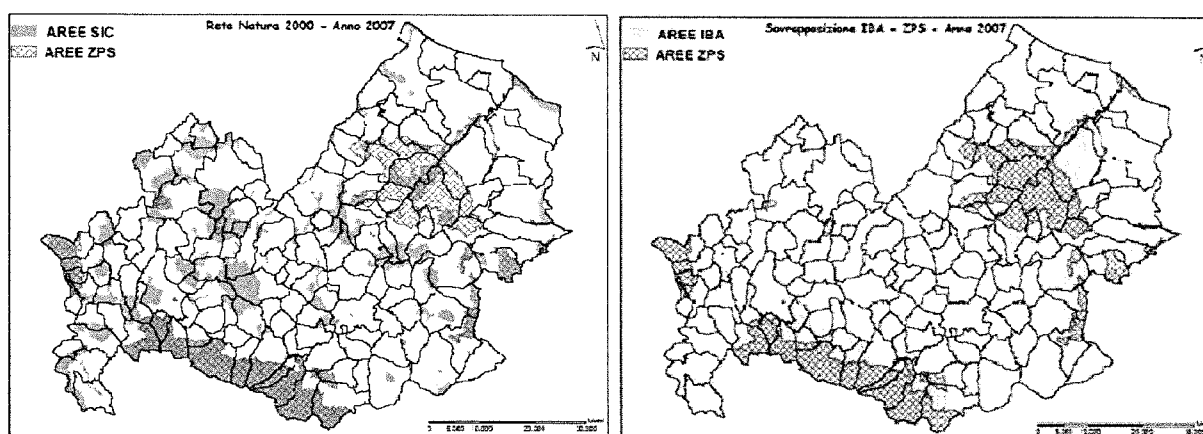 Rete Natura 2000 - Anno 2007
AREE SIC
AREE ZPS
N
Sovrapposizione IBA - ZPS - Anno 2007
AREE IBA
AREE ZPS